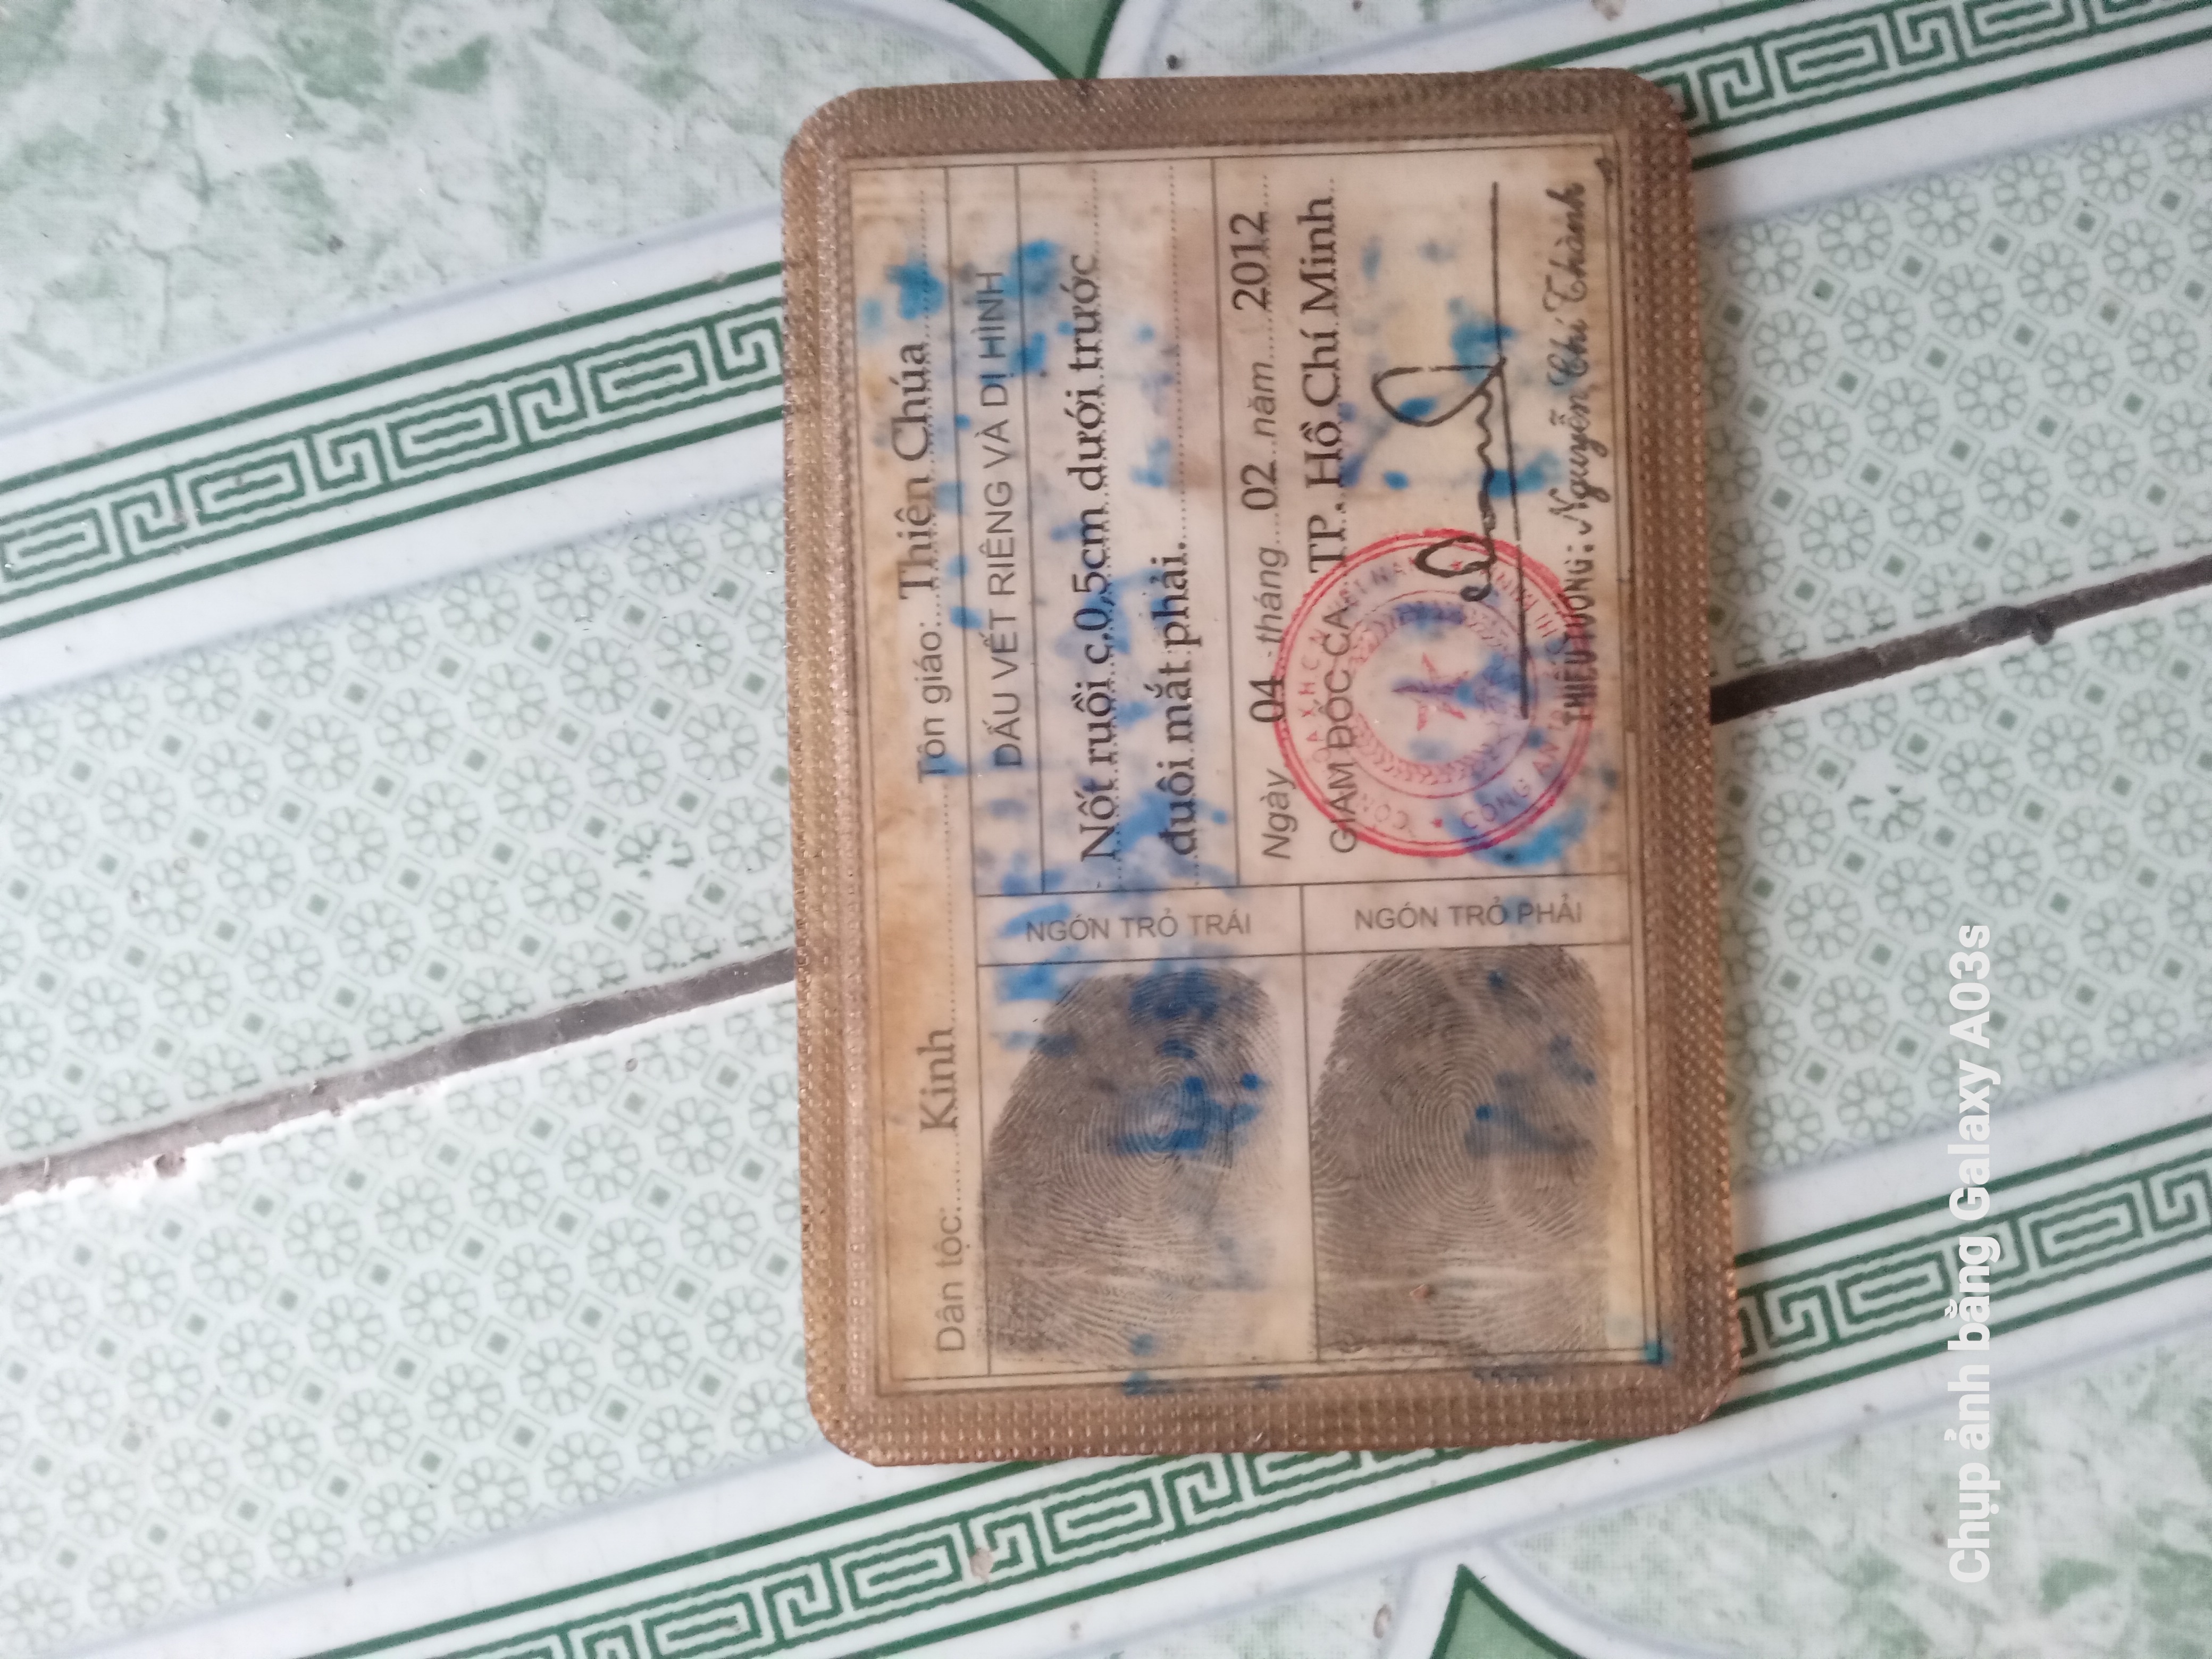 Dân tộc: Kinh Tôn giáo: Thiên Chúa
NGÓN TRỎ TRÁI
NGÓN TRỎ PHẢI
DẤU VẾT RIÊNG VÀ DỊ HÌNH
Nốt ruồi c.0,5cm dưới trước
đuôi mắt phải.
Ngày 04 tháng 02 năm 2012
GIÁM ĐỐC CA TP. Hồ Chí Minh
THIẾU TƯỚNG: Nguyễn Chí Thành
Chụp ảnh bằng Galaxy A03s